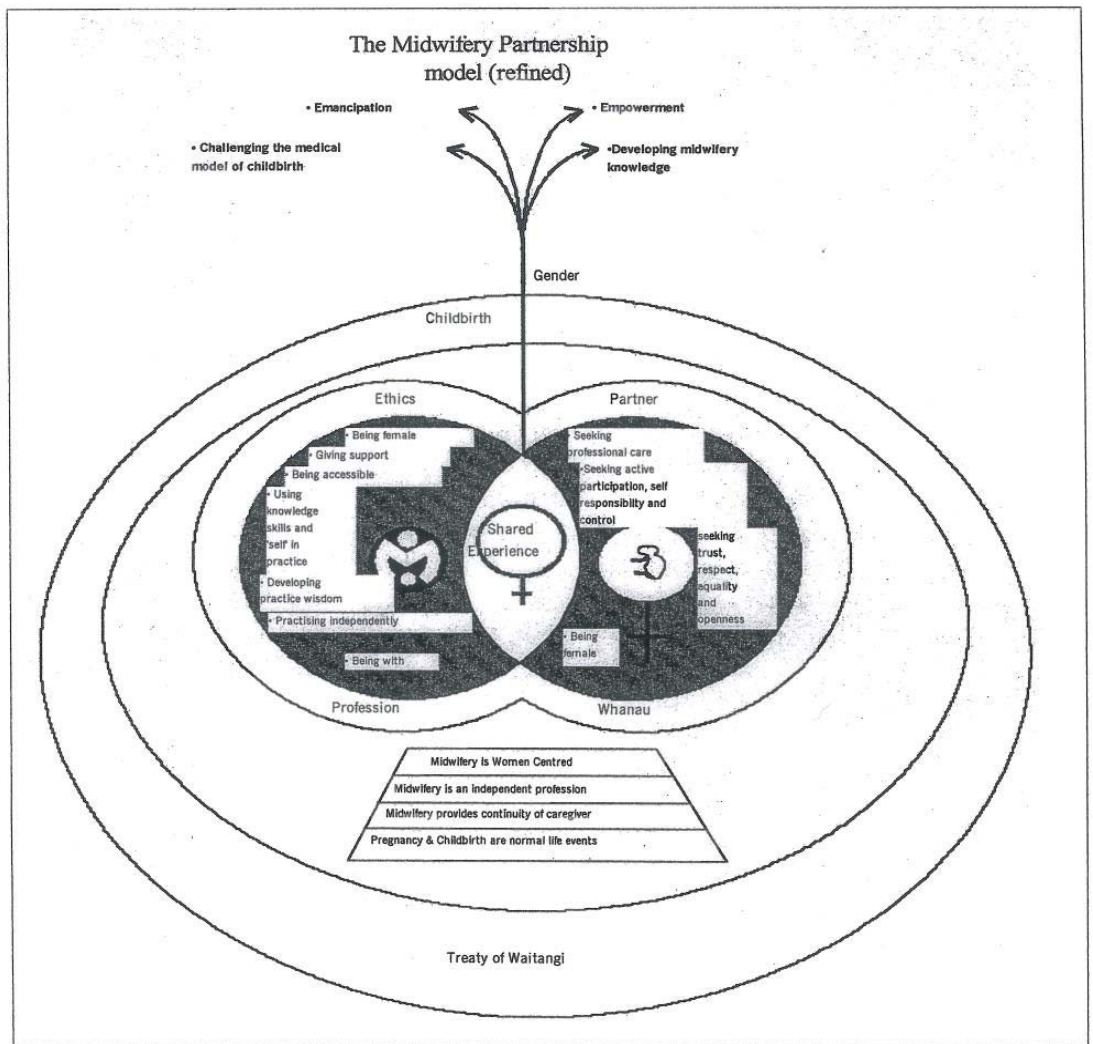 The Midwifery Partnership
model (refined)
• Emancipation
• Empowerment
• Challenging the medical
model of childbirth
•Developing midwifery
knowledge
Gender
Childbirth
Ethics
Partner
• Being female
• Giving support
• Being accessible
• Using
knowledge
skills and
'self' in
practice
• Developing
practice wisdom
• Practising independently
• Being with
Shared
Experience
• Seeking
professional care
•Seeking active
participation, self
responsibilty and
control
seeking
trust,
respect,
equality
and
openness
• Being
female
Profession
Whanau
Midwifery is Women Centred
Midwifery is an independent profession
Midwifery provides continuity of caregiver
Pregnancy & Childbirth are normal life events
Treaty of Waitangi